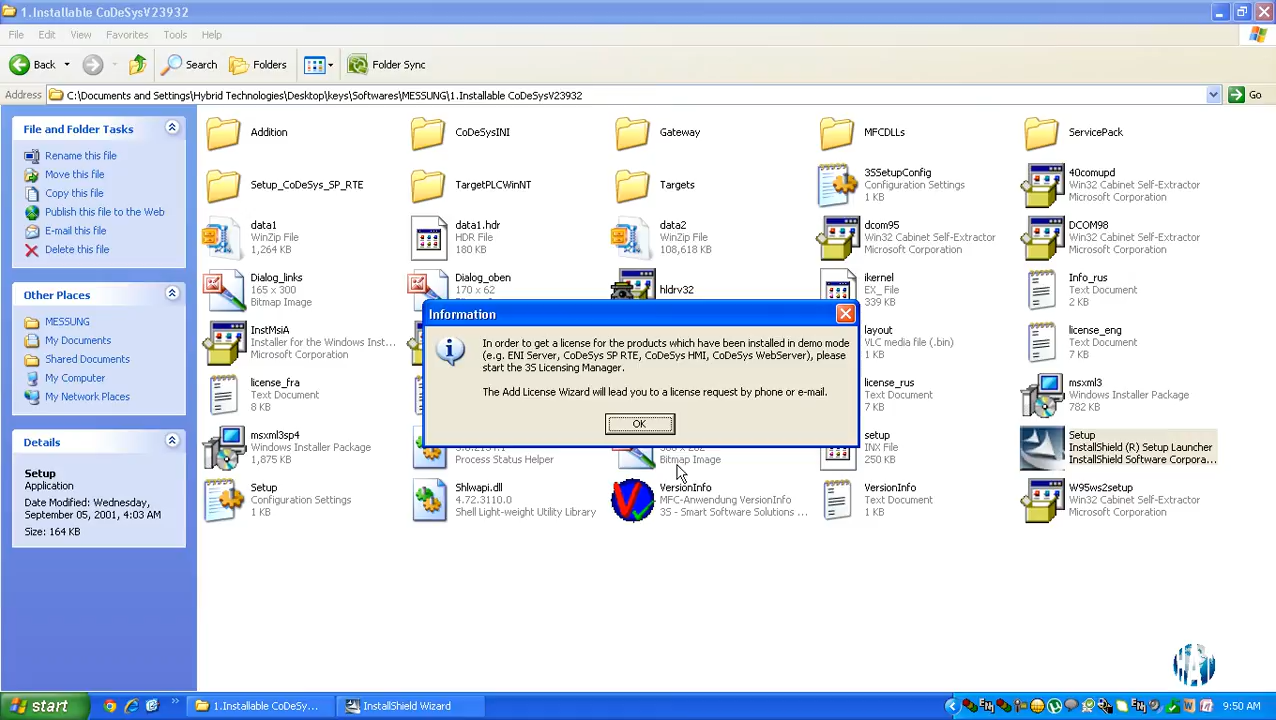 1.Installable CoDeSysV23932
File Edit View Favorites Tools Help
Back Search Folders Folder Sync
Address C:\Documents and Settings\Hybrid Technologies\Desktop\keys\Softwares\MESSUNG\1.Installable CoDeSysV23932 Go
File and Folder Tasks
Rename this file
Move this file
Copy this file
Publish this file to the Web
E-mail this file
Delete this file
Other Places
MESSUNG
My Documents
Shared Documents
My Computer
My Network Places
Details
Setup
Application
Date Modified: Wednesday,
September 05, 2001, 4:03 AM
Size: 164 KB
Addition
CoDeSysINI
Gateway
MFCDLLs
ServicePack
Setup_CoDeSys_SP_RTE
TargetPLCWinNT
Targets
3SSetupConfig
Configuration Settings
1 KB
40comupd
Win32 Cabinet Self-Extractor
Microsoft Corporation
data1
WinZip File
1,264 KB
data1.hdr
HDR File
180 KB
data2
WinZip File
108,618 KB
dcom95
Win32 Cabinet Self-Extractor
Microsoft Corporation
DCOM98
Win32 Cabinet Self-Extractor
Microsoft Corporation
Dialog_links
165 x 300
Bitmap Image
Dialog_oben
170 x 62
Bitmap Image
hldrv32
ikernel
EX_ File
339 KB
Info_rus
Text Document
2 KB
InstMsiA
Installer for the Windows Inst...
Microsoft Corporation
layout
VLC media file (.bin)
license_eng
Text Document
7 KB
license_fra
Text Document
8 KB
license_rus
Text Document
7 KB
msxml3
Windows Installer Package
782 KB
msxml3sp4
Windows Installer Package
1,875 KB
Process Status Helper
Bitmap Image
setup
INX File
250 KB
Setup
InstallShield (R) Setup Launcher
InstallShield Software Corpora...
Setup
Configuration Settings
1 KB
Shlwapi.dll
4.72.3110.0
Shell Light-weight Utility Library
VersionInfo
MFC-Anwendung VersionInfo
3S - Smart Software Solutions ...
VersionInfo
Text Document
1 KB
W95ws2setup
Win32 Cabinet Self-Extractor
Microsoft Corporation
Information
In order to get a license for the products which have been installed in demo mode
(e.g. ENI Server, CoDeSys SP RTE, CoDeSys HMI, CoDeSys WebServer), please
start the 3S Licensing Manager.
The Add License Wizard will lead you to a license request by phone or e-mail.
OK
start 1.Installable CoDeSy... InstallShield Wizard 9:50 AM